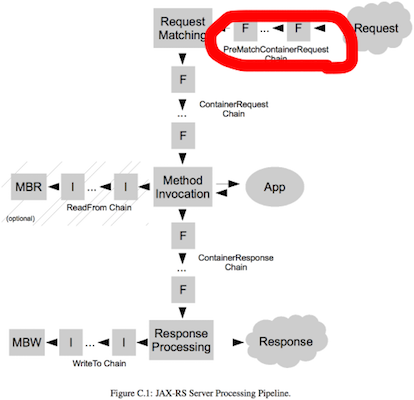 Request
Matching
F
...
F
Request
PreMatchContainerRequest
Chain
F
ContainerRequest
Chain
...
F
MBR
I
...
I
Method
Invocation
App
(optional)
ReadFrom Chain
F
ContainerResponse
Chain
...
F
MBW
I
...
I
Response
Processing
Response
WriteTo Chain
Figure C.1: JAX-RS Server Processing Pipeline.